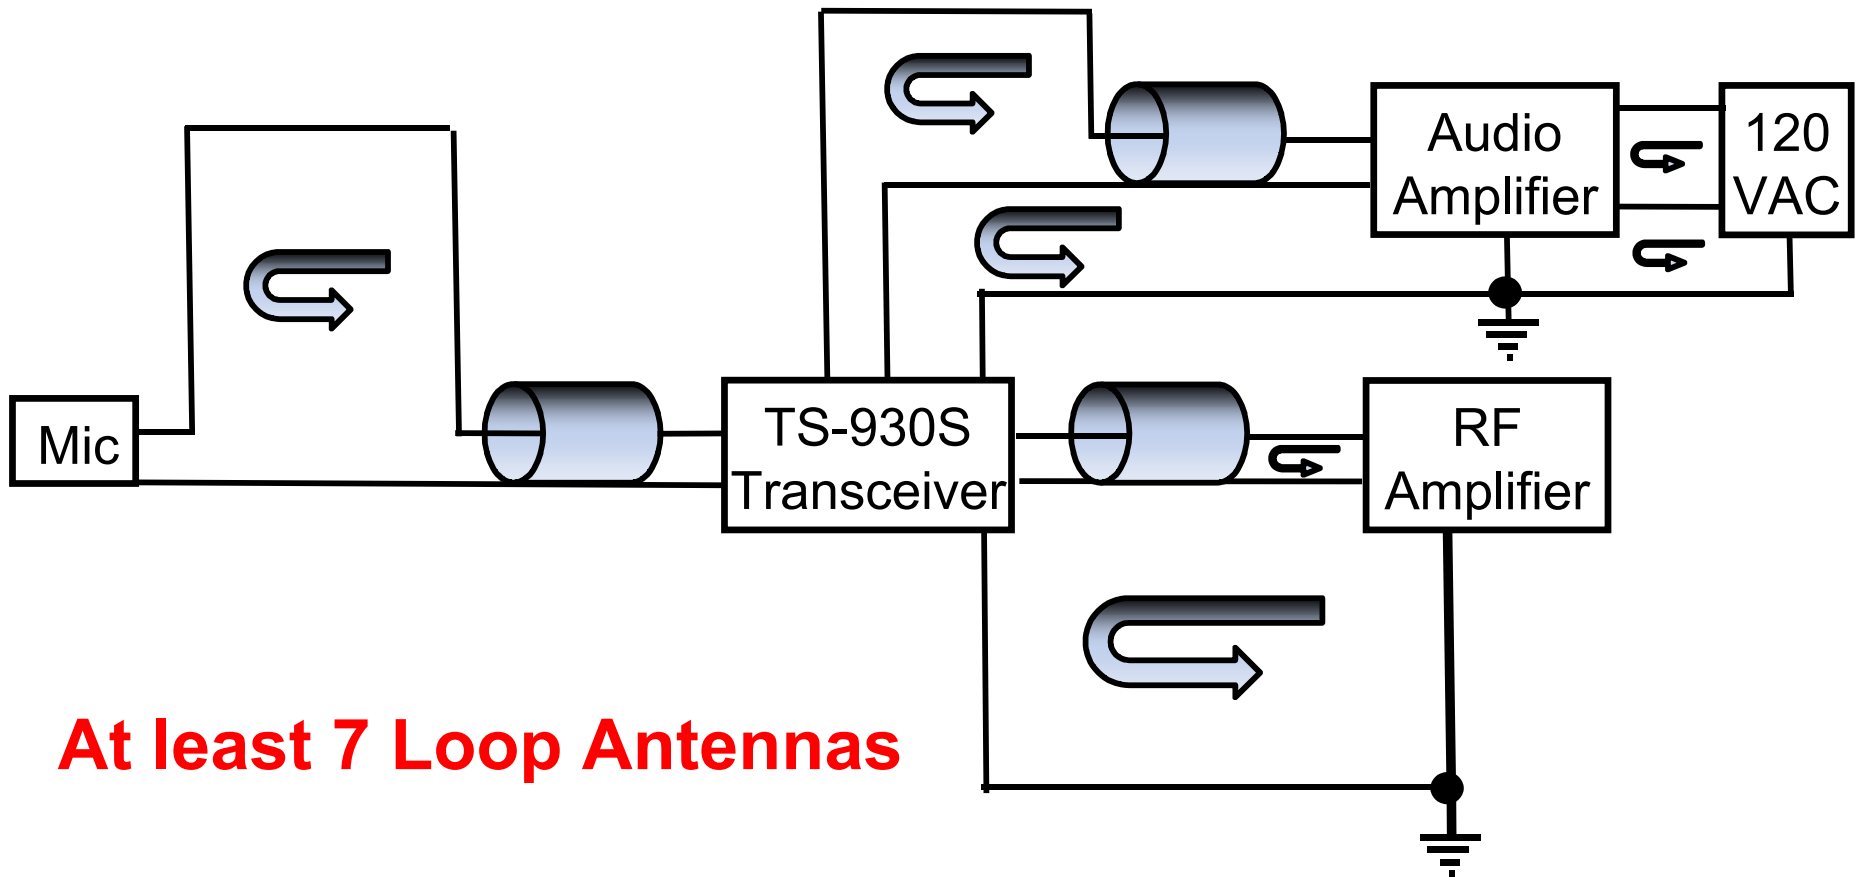 Audio
Amplifier
120
VAC
Mic
TS-930S
Transceiver
RF
Amplifier
At least 7 Loop Antennas